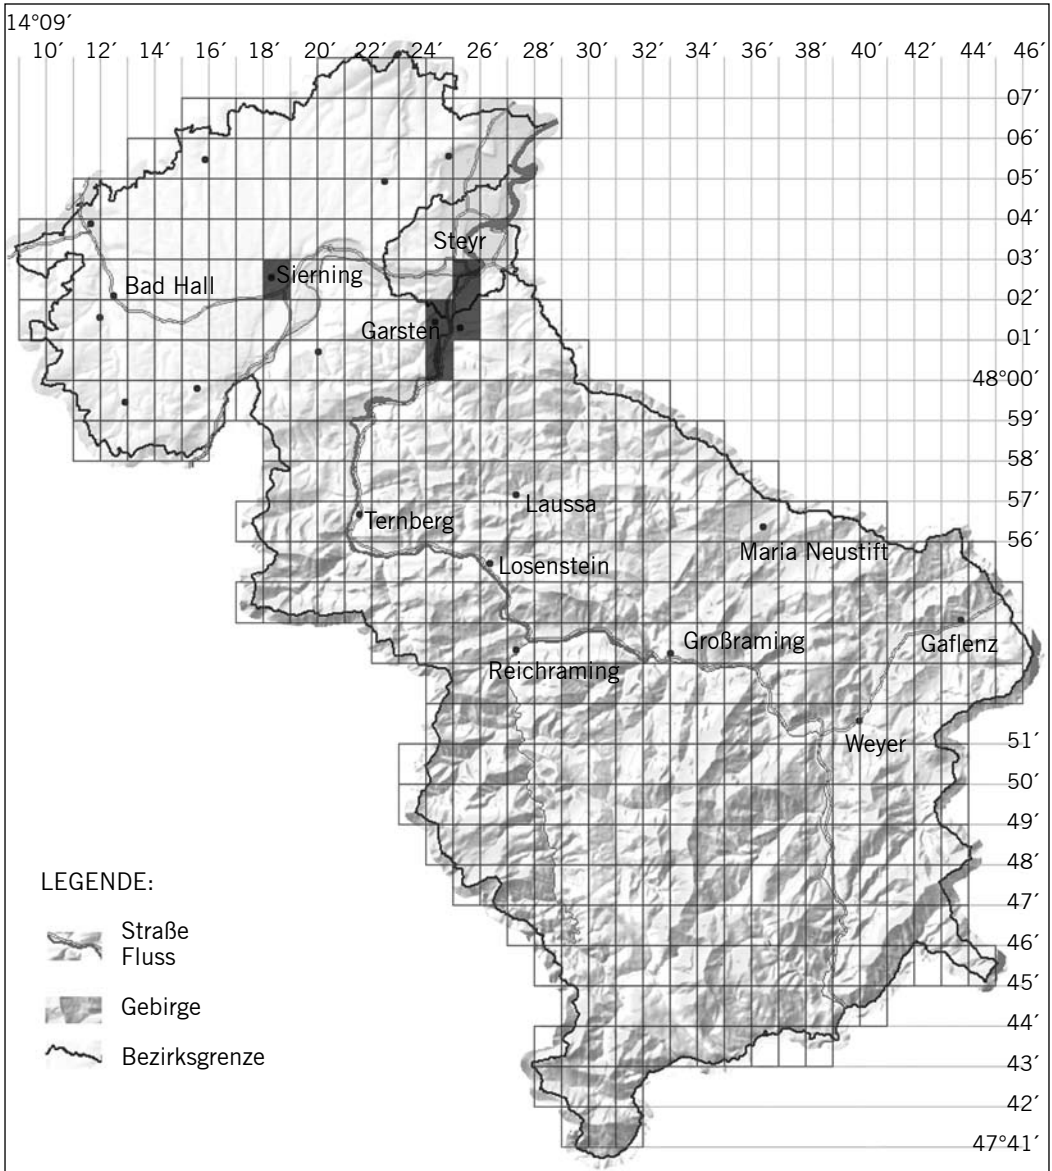 14°09´
10´ 12´ 14´ 16´ 18´ 20´ 22´ 24´ 26´ 28´ 30´ 32´ 34´ 36´ 38´ 40´ 42´ 44´ 46´
07´
06´
05´
04´
Steyr
03´
Sierning
Bad Hall
02´
Garsten
01´
48°00´
59´
58´
57´
Laussa
Ternberg
56´
Maria Neustift
Losenstein
Großraming
Gaflenz
Reichraming
Weyer
51´
50´
49´
48´
LEGENDE:
47´
Straße
Fluss
46´
45´
Gebirge
44´
Bezirksgrenze
43´
42´
47°41´